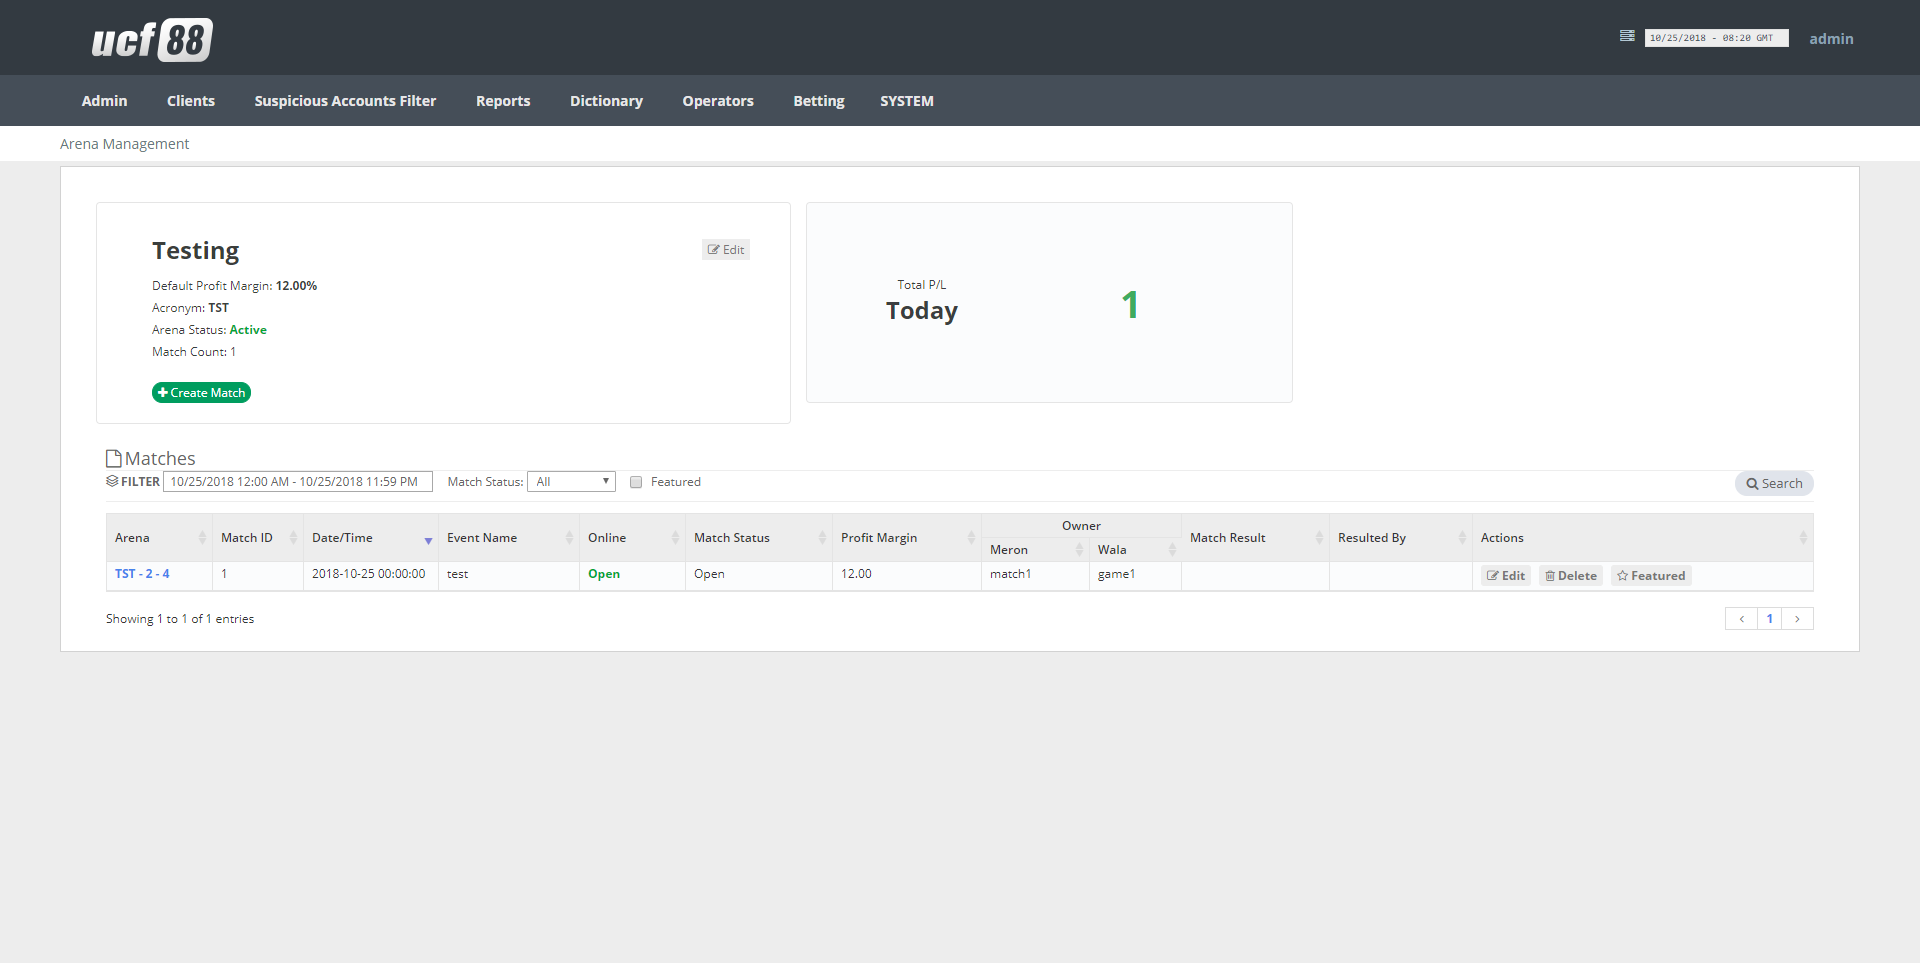 ucf 88
10/25/2018 - 08:20 GMT
admin
Admin Clients Suspicious Accounts Filter Reports Dictionary Operators Betting SYSTEM
Arena Management
Testing
Edit
Default Profit Margin: 12.00%
Acronym: TST
Arena Status: Active
Match Count: 1
Create Match
Total P/L
Today
1
Matches
FILTER 10/25/2018 12:00 AM - 10/25/2018 11:59 PM Match Status: All Featured Search
Owner
Arena Match ID Date/Time Event Name Online Match Status Profit Margin Meron Wala Match Result Resulted By Actions
TST - 2 - 4 1 2018-10-25 00:00:00 test Open Open 12.00 match1 game1 Edit Delete Featured
Showing 1 to 1 of 1 entries
‹ 1 ›